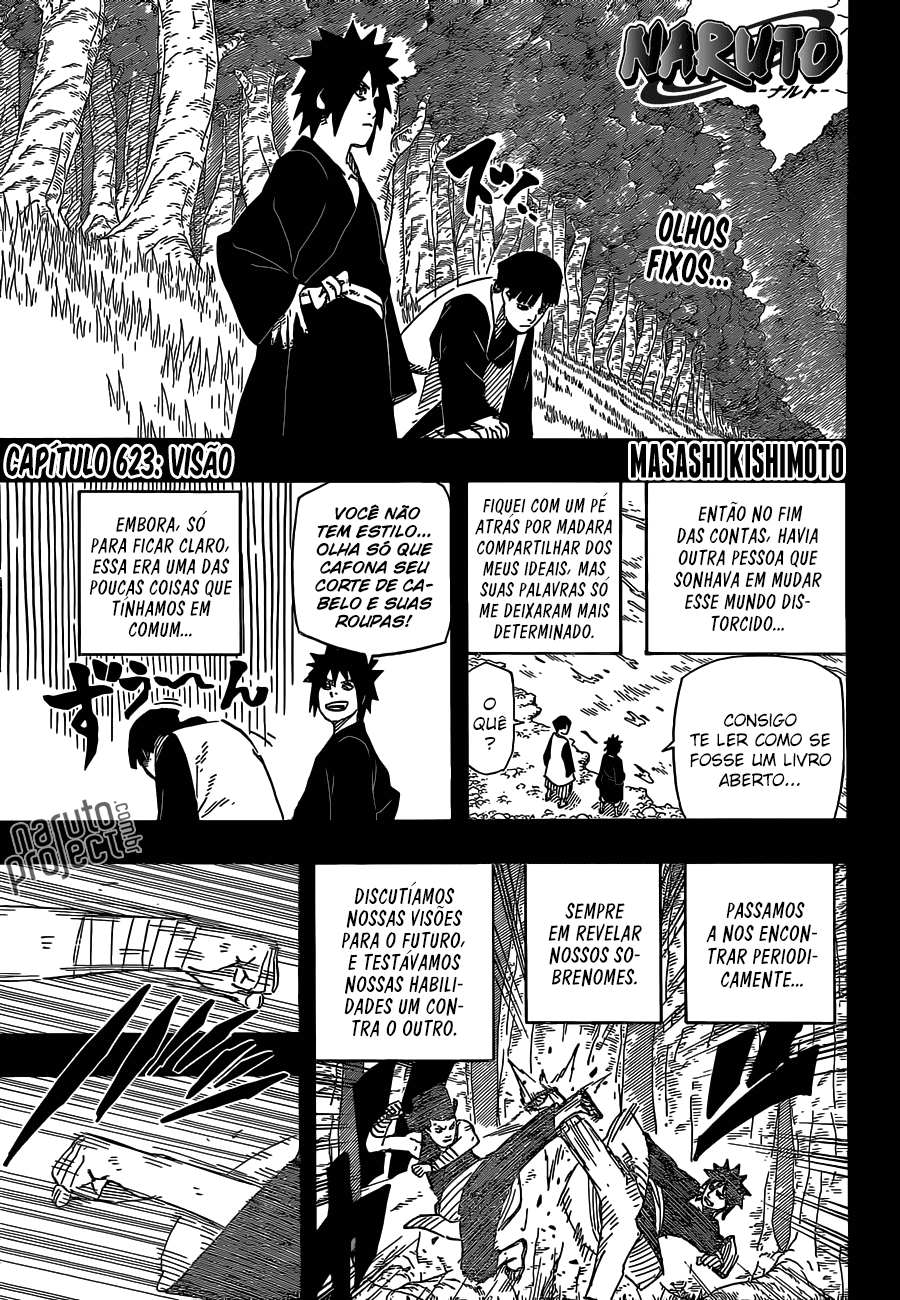 NARUTO
-ナルト-
OLHOS
FIXOS...
CAPÍTULO 623: VISÃO
MASASHI KISHIMOTO
ENTÃO NO FIM
DAS CONTAS, HAVIA
OUTRA PESSOA QUE
SONHAVA EM MUDAR
ESSE MUNDO DIS-
TORCIDO...
FIQUEI COM UM PÉ
ATRÁS POR MADARA
COMPARTILHAR DOS
MEUS IDEAIS, MAS
SUAS PALAVRAS SÓ
ME DEIXARAM MAIS
DETERMINADO.
CONSIGO
TE LER COMO SE
FOSSE UM LIVRO
ABERTO...
O
QUÊ
?
VOCÊ NÃO
TEM ESTILO...
OLHA SÓ QUE
CAFONA SEU
CORTE DE CA-
BELO E SUAS
ROUPAS!
EMBORA, SÓ
PARA FICAR CLARO,
ESSA ERA UMA DAS
POUCAS COISAS QUE
TÍNHAMOS EM
COMUM...
ずう〜〜ん
PASSAMOS
A NOS ENCON-
TRAR PERIODI-
CAMENTE...
SEMPRE
EM REVELAR
NOSSOS SO-
BRENOMES.
DISCUTÍAMOS
NOSSAS VISÕES
PARA O FUTURO,
E TESTÁVAMOS
NOSSAS HABILI-
DADES UM CON-
TRA O OUTRO.
naruto
project
.com.br